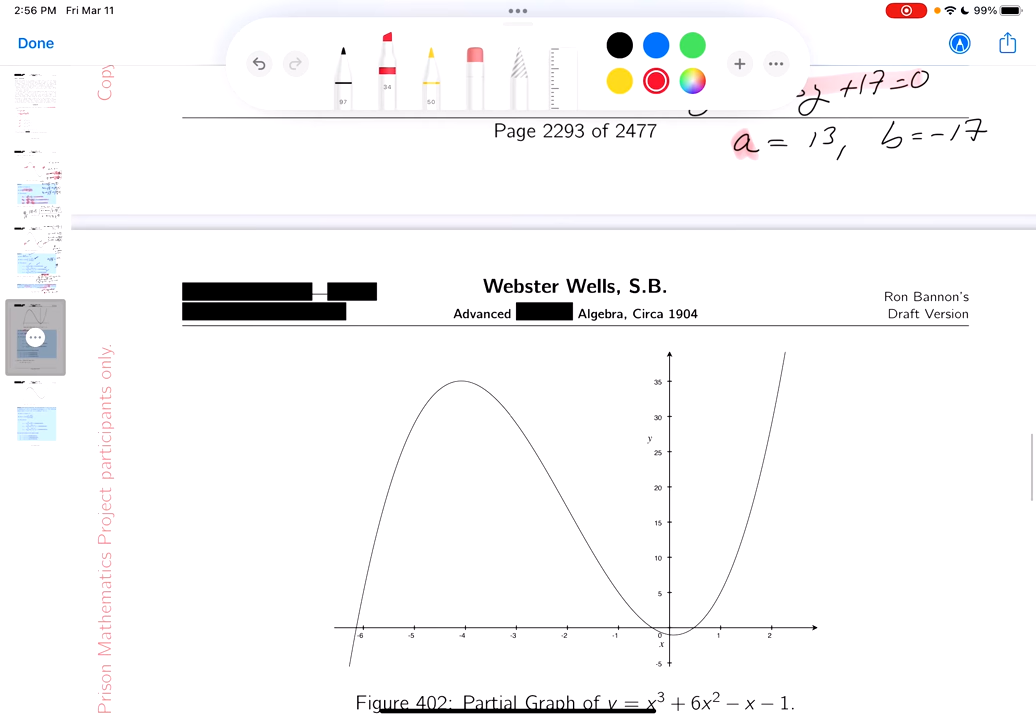 2:56 PM Fri Mar 11
99%
Done
97
34
50
y +17=0
a = 13, b = -17
Page 2293 of 2477
Copy
Webster Wells, S.B.
Advanced Algebra, Circa 1904
Ron Bannon's
Draft Version
Prison Mathematics Project participants only.
y
35
30
25
20
15
10
5
-5
-6 -5 -4 -3 -2 -1 0 1 2
x
Figure 402: Partial Graph of y = x³ + 6x² − x − 1.